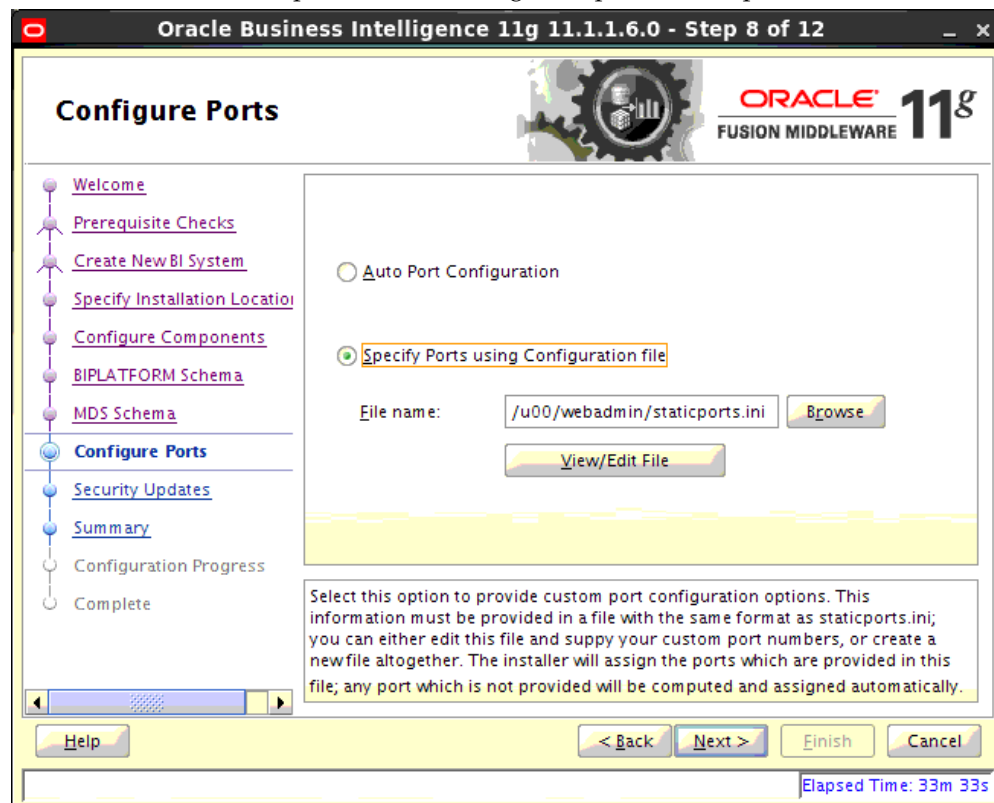 Oracle Business Intelligence 11g 11.1.1.6.0 - Step 8 of 12
Configure Ports
ORACLE
FUSION MIDDLEWARE 11g
Welcome
Prerequisite Checks
Create New BI System
Specify Installation Locatio
Configure Components
BIPLATFORM Schema
MDS Schema
Configure Ports
Security Updates
Summary
Configuration Progress
Complete
Auto Port Configuration
Specify Ports using Configuration file
File name: /u00/webadmin/staticports.ini Browse
View/Edit File
Select this option to provide custom port configuration options. This
information must be provided in a file with the same format as staticports.ini;
you can either edit this file and suppy your custom port numbers, or create a
new file altogether. The installer will assign the ports which are provided in this
file; any port which is not provided will be computed and assigned automatically.
Help < Back Next > Finish Cancel
Elapsed Time: 33m 33s